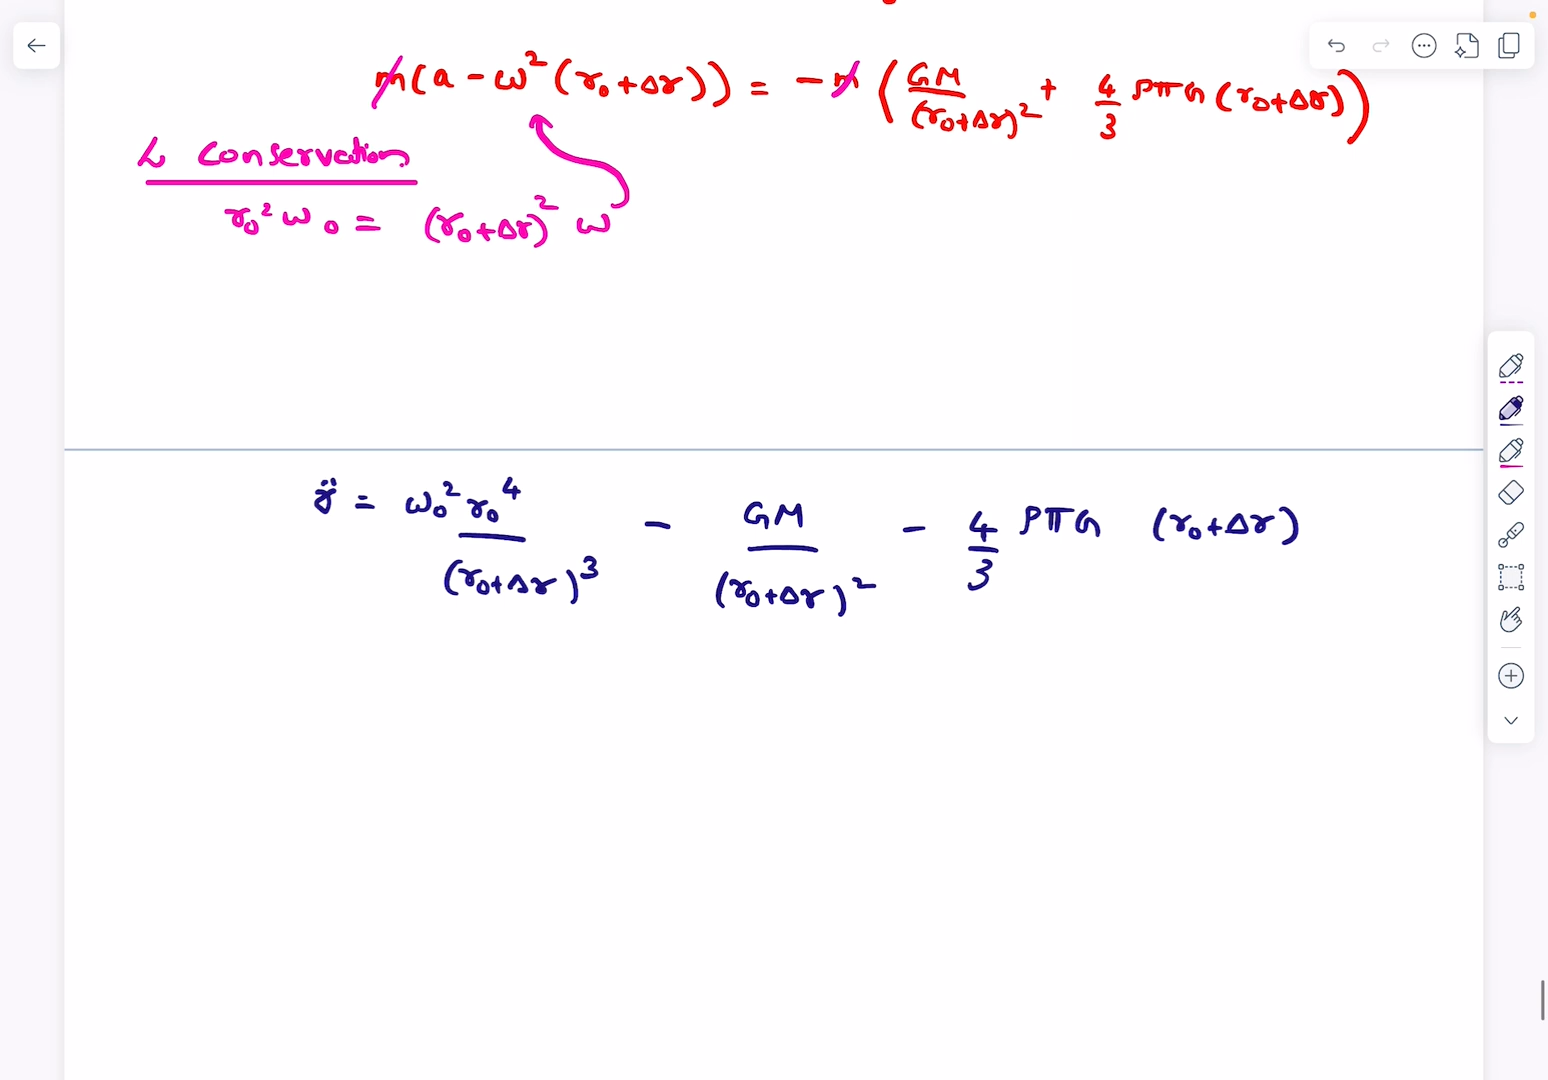 m(a - ω²(r₀+Δr)) = -m (GM/(r₀+Δr)² + 4/3 ρπG (r₀+Δr))
L conservation
r₀² ω₀ = (r₀+Δr)² ω
r̈ = ω₀² r₀⁴/(r₀+Δr)³ - GM/(r₀+Δr)² - 4/3 ρπG (r₀+Δr)